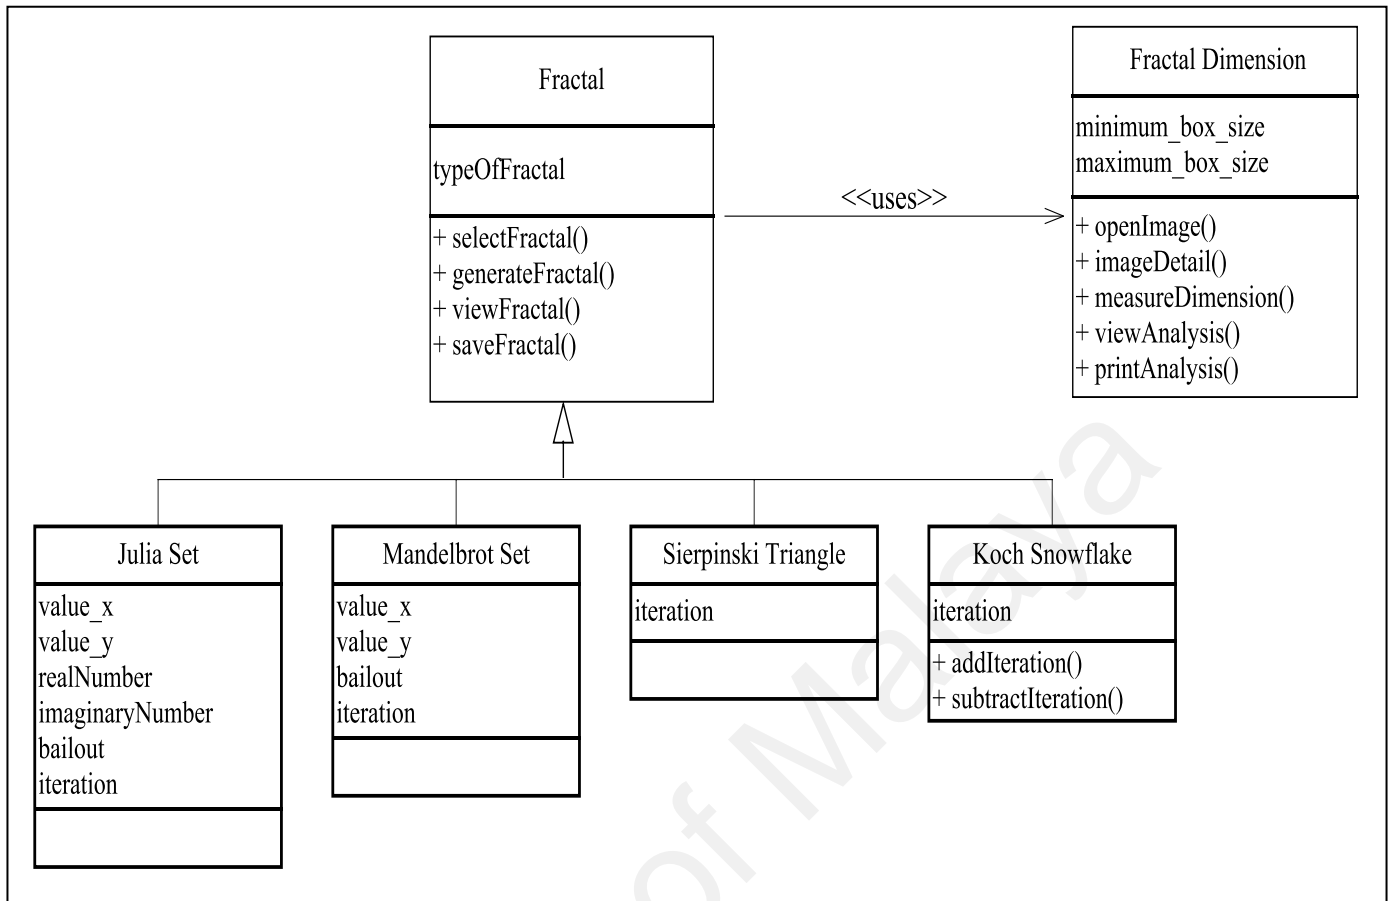 Fractal
typeOfFractal
+ selectFractal()
+ generateFractal()
+ viewFractal()
+ saveFractal()
<<uses>>
Fractal Dimension
minimum_box_size
maximum_box_size
+ openImage()
+ imageDetail()
+ measureDimension()
+ viewAnalysis()
+ printAnalysis()
Julia Set
value_x
value_y
realNumber
imaginaryNumber
bailout
iteration
Mandelbrot Set
value_x
value_y
bailout
iteration
Sierpinski Triangle
iteration
Koch Snowflake
iteration
+ addIteration()
+ subtractIteration()
of Malaya